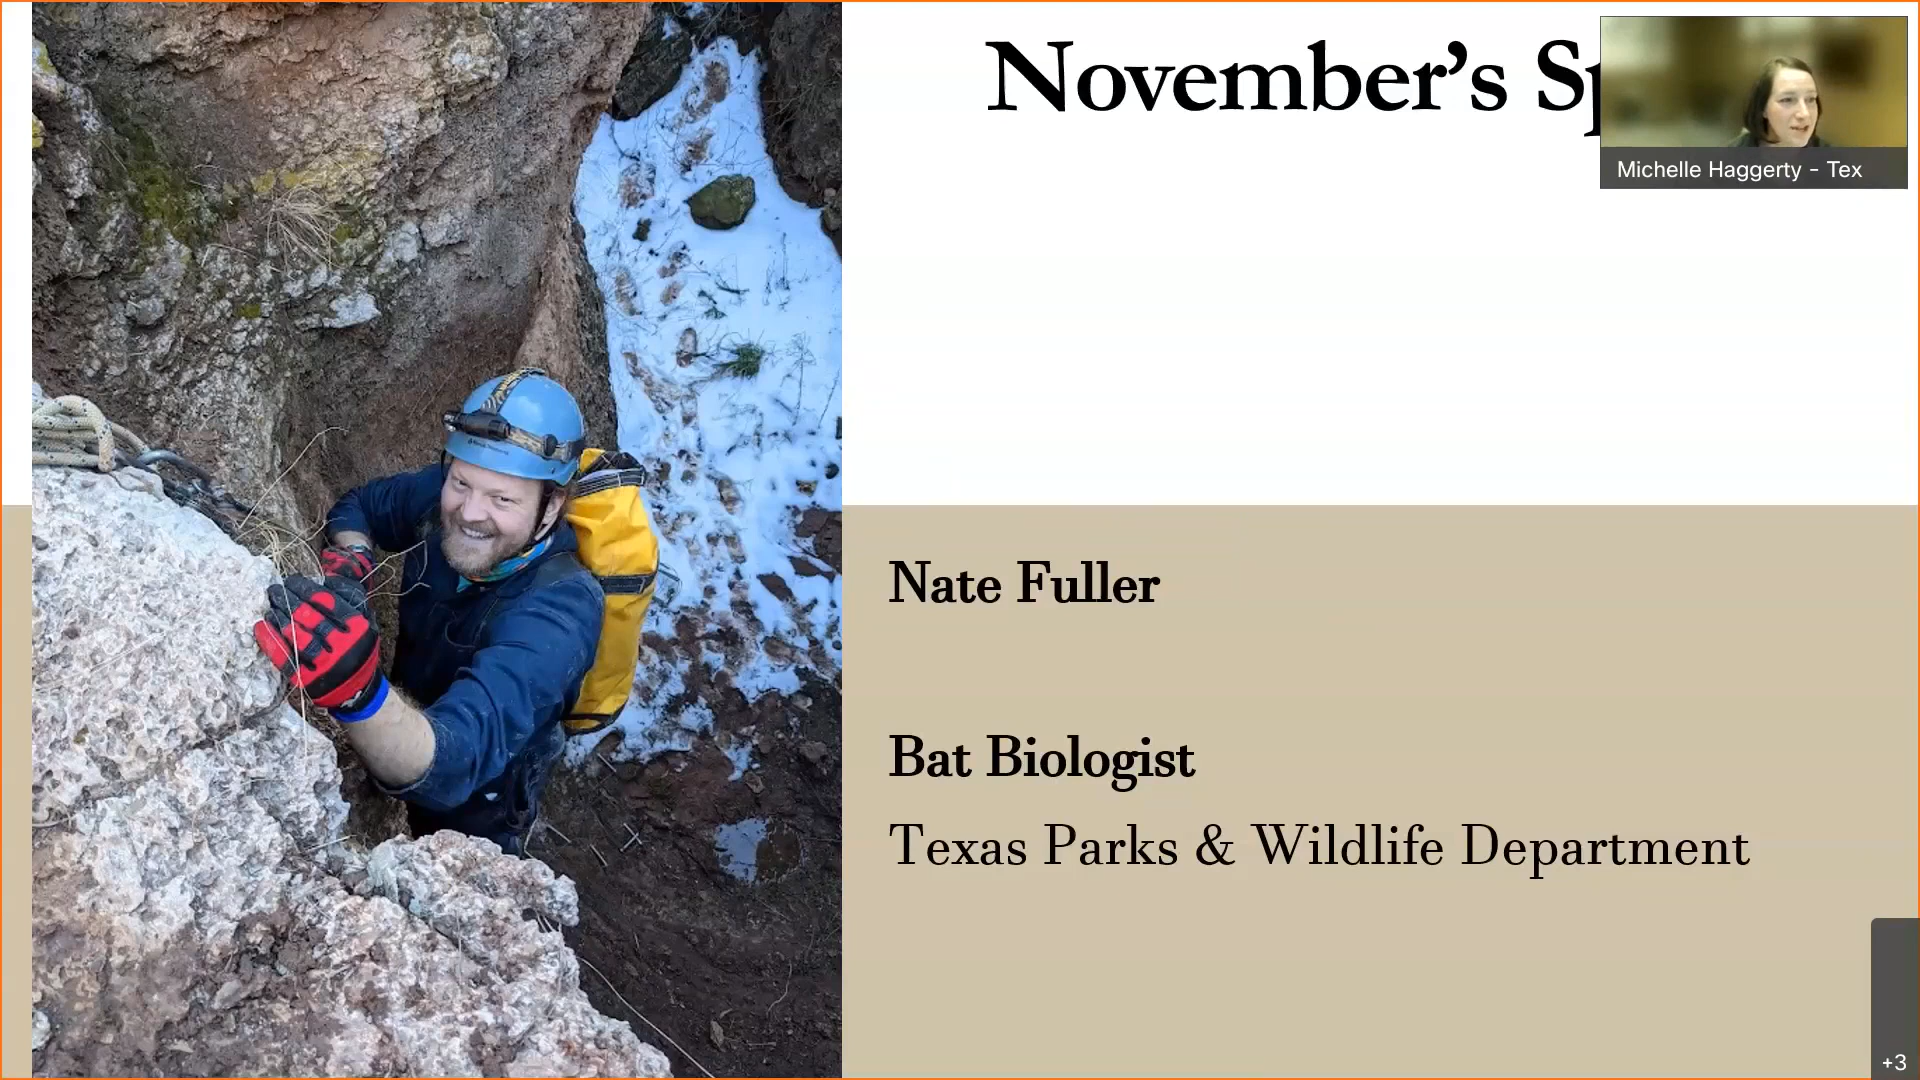 November's Sp
Michelle Haggerty - Tex
Nate Fuller
Bat Biologist
Texas Parks & Wildlife Department
+3